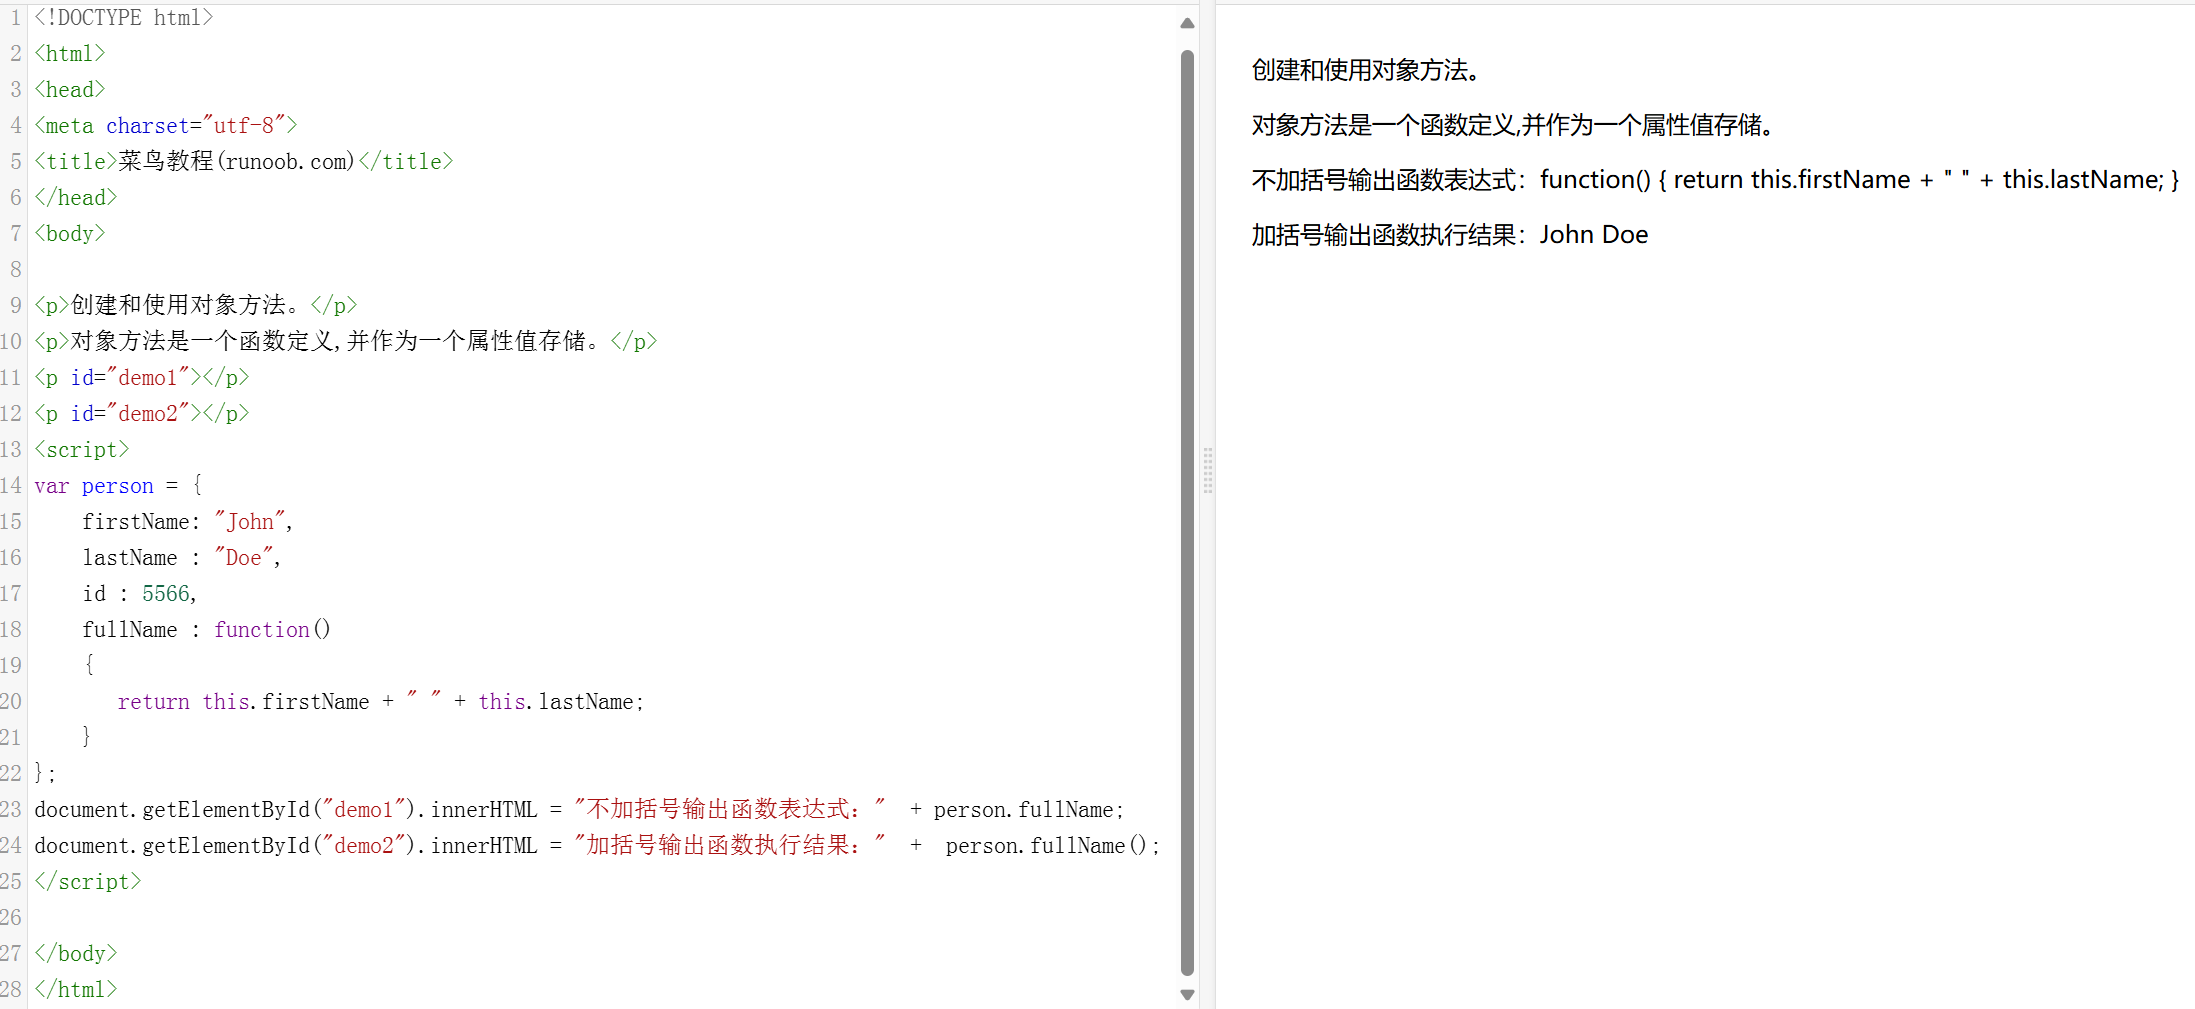 1 <!DOCTYPE html>
2 <html>
3 <head>
4 <meta charset="utf-8">
5 <title>菜鸟教程(runoob.com)</title>
6 </head>
7 <body>
8
9 <p>创建和使用对象方法。</p>
10 <p>对象方法是一个函数定义,并作为一个属性值存储。</p>
11 <p id="demo1"></p>
12 <p id="demo2"></p>
13 <script>
14 var person = {
15     firstName: "John",
16     lastName : "Doe",
17     id : 5566,
18     fullName : function()
19     {
20        return this.firstName + " " + this.lastName;
21     }
22 };
23 document.getElementById("demo1").innerHTML = "不加括号输出函数表达式："  + person.fullName;
24 document.getElementById("demo2").innerHTML = "加括号输出函数执行结果："  +  person.fullName();
25 </script>
26
27 </body>
28 </html>
创建和使用对象方法。
对象方法是一个函数定义,并作为一个属性值存储。
不加括号输出函数表达式：function() { return this.firstName + " " + this.lastName; }
加括号输出函数执行结果：John Doe